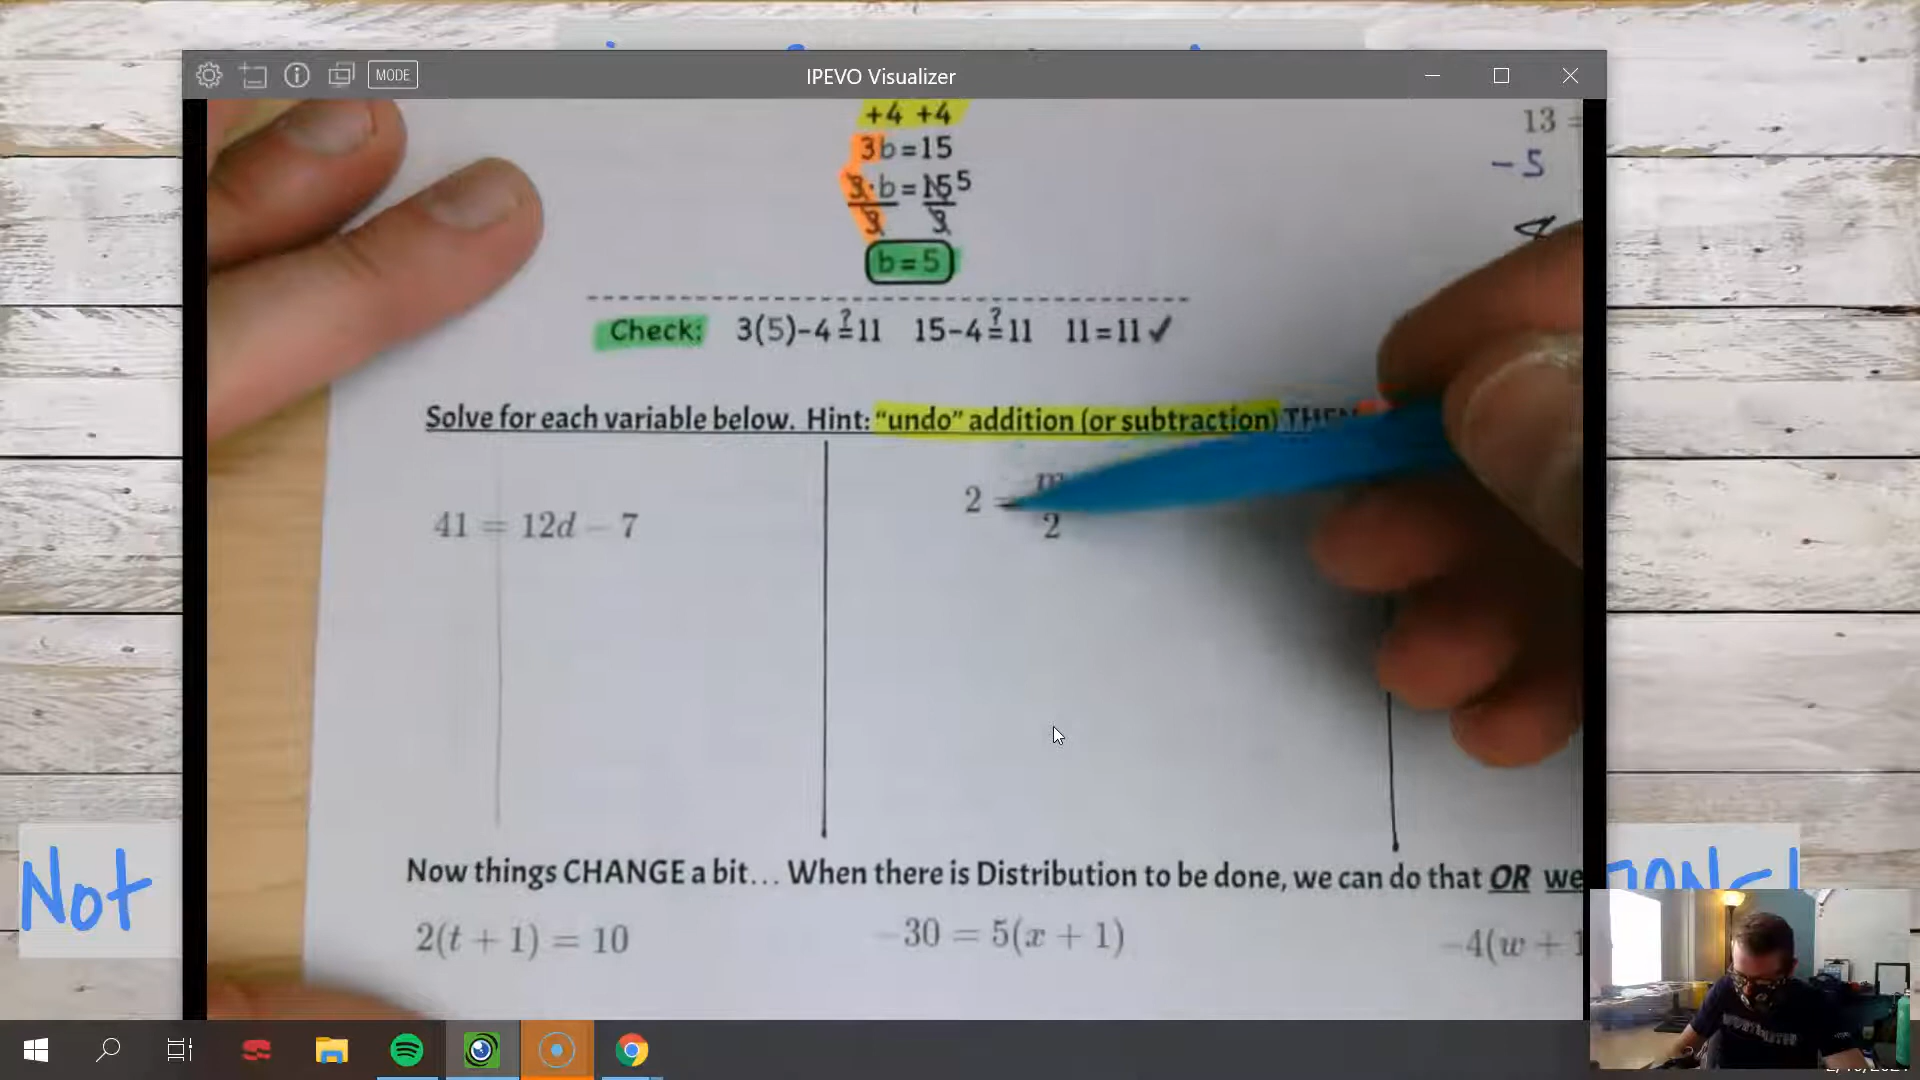 IPEVO Visualizer
MODE
+4 +4
3b=15
3·b=15 5
3 3
b=5
Check: 3(5)-4≟11 15-4≟11 11=11✓
13 =
-5
Solve for each variable below. Hint: "undo" addition (or subtraction) THEN
41 = 12d - 7
2 = m
2
Now things CHANGE a bit... When there is Distribution to be done, we can do that OR we
2(t + 1) = 10
-30 = 5(x + 1)
-4(w + 1
Not